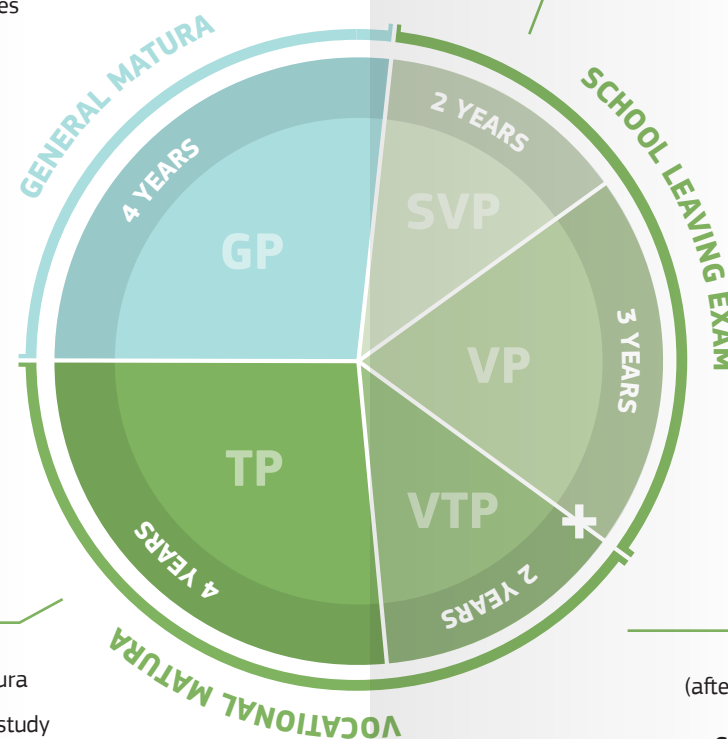 es
GENERAL MATURA
4 YEARS
GP
2 YEARS
SVP
SCHOOL LEAVING EXAM
3 YEARS
VP
TP
4 YEARS
VTP
+
2 YEARS
VOCATIONAL MATURA
ura
study
(afte